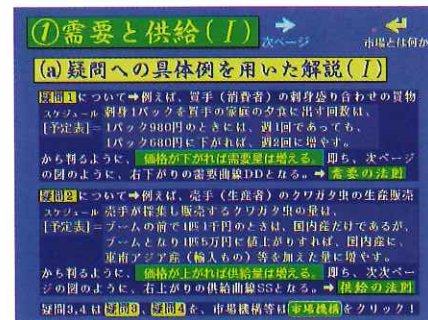 ①需要と供給(Ⅰ)
次ページ
市場とは何か
(a)疑問への具体例を用いた解説(Ⅰ)
疑問1について➡例えば、買手(消費者)の刺身盛り合わせの買物
スケジュール 刺身1パックを買手の家庭の夕食に出す回数は、
[予定表]=1パック980円のときには、週1回であっても、
1パック680円に下がれば、週2回に増やす。
から判るように、価格が下がれば需要量は増える。即ち、次ページ
の図のように、右下がりの需要曲線DDとなる。➡需要の法則
疑問2について➡例えば、売手(生産者)のクワガタ虫の生産販売
スケジュール 売手が採集し販売するクワガタ虫の量は、
[予定表]=ブームの前で1匹1千円のときは、国内産だけであるが、
ブームとなり1匹5万円に値上がりすれば、国内産に、
東南アジア産(輸入もの)等を加えた量に増やす。
から判るように、価格が上がれば供給量は増える。即ち、次次ペー
ジの図のように、右上がりの供給曲線SSとなる。➡供給の法則
疑問3,4は疑問3、疑問4を、市場機構等は市場機構をクリック!